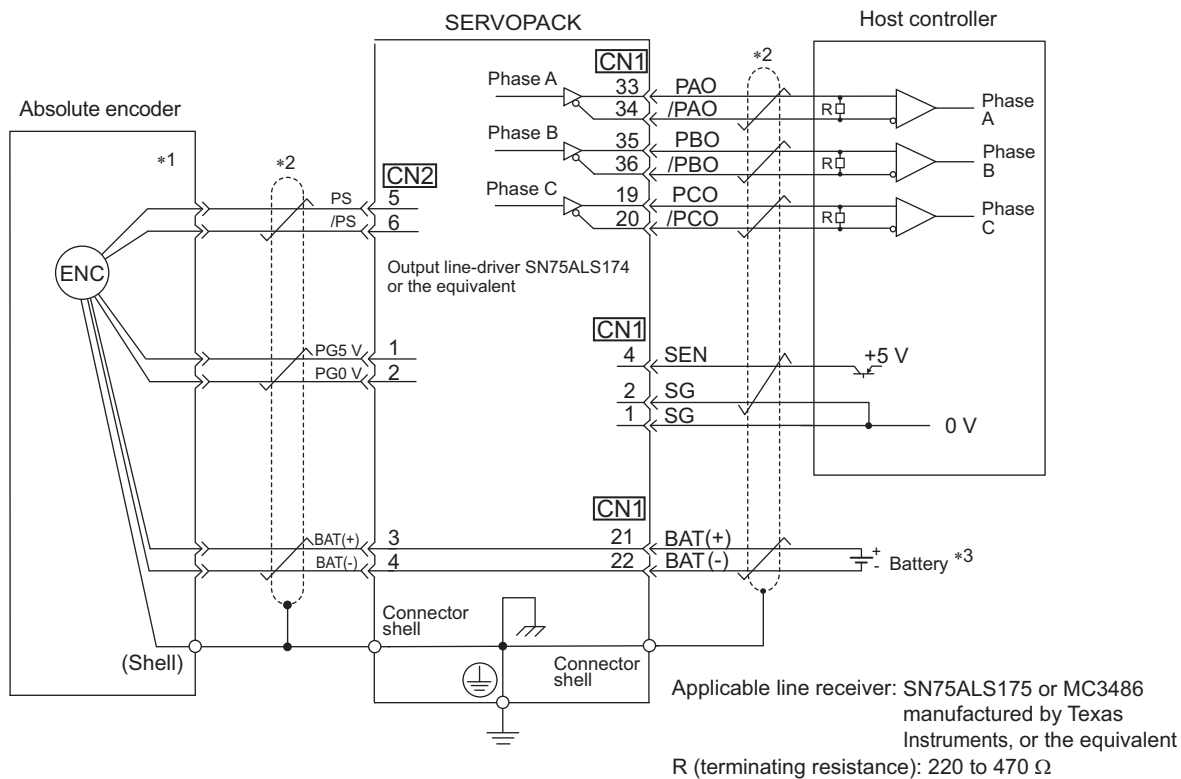 SERVOPACK
Host controller
Absolute encoder
*1
*2
CN2
PS 5
/PS 6
ENC
Output line-driver SN75ALS174
or the equivalent
PG5 V 1
PG0 V 2
BAT(+) 3
BAT(-) 4
(Shell)
Connector
shell
Connector
shell
CN1
*2
Phase A 33 PAO R Phase
34 /PAO A
Phase B 35 PBO R Phase
36 /PBO B
Phase C 19 PCO R Phase
20 /PCO C
CN1
4 SEN +5 V
2 SG
1 SG 0 V
CN1
21 BAT(+) +
22 BAT (-) - Battery *3
Applicable line receiver: SN75ALS175 or MC3486
manufactured by Texas
Instruments, or the equivalent
R (terminating resistance): 220 to 470 Ω